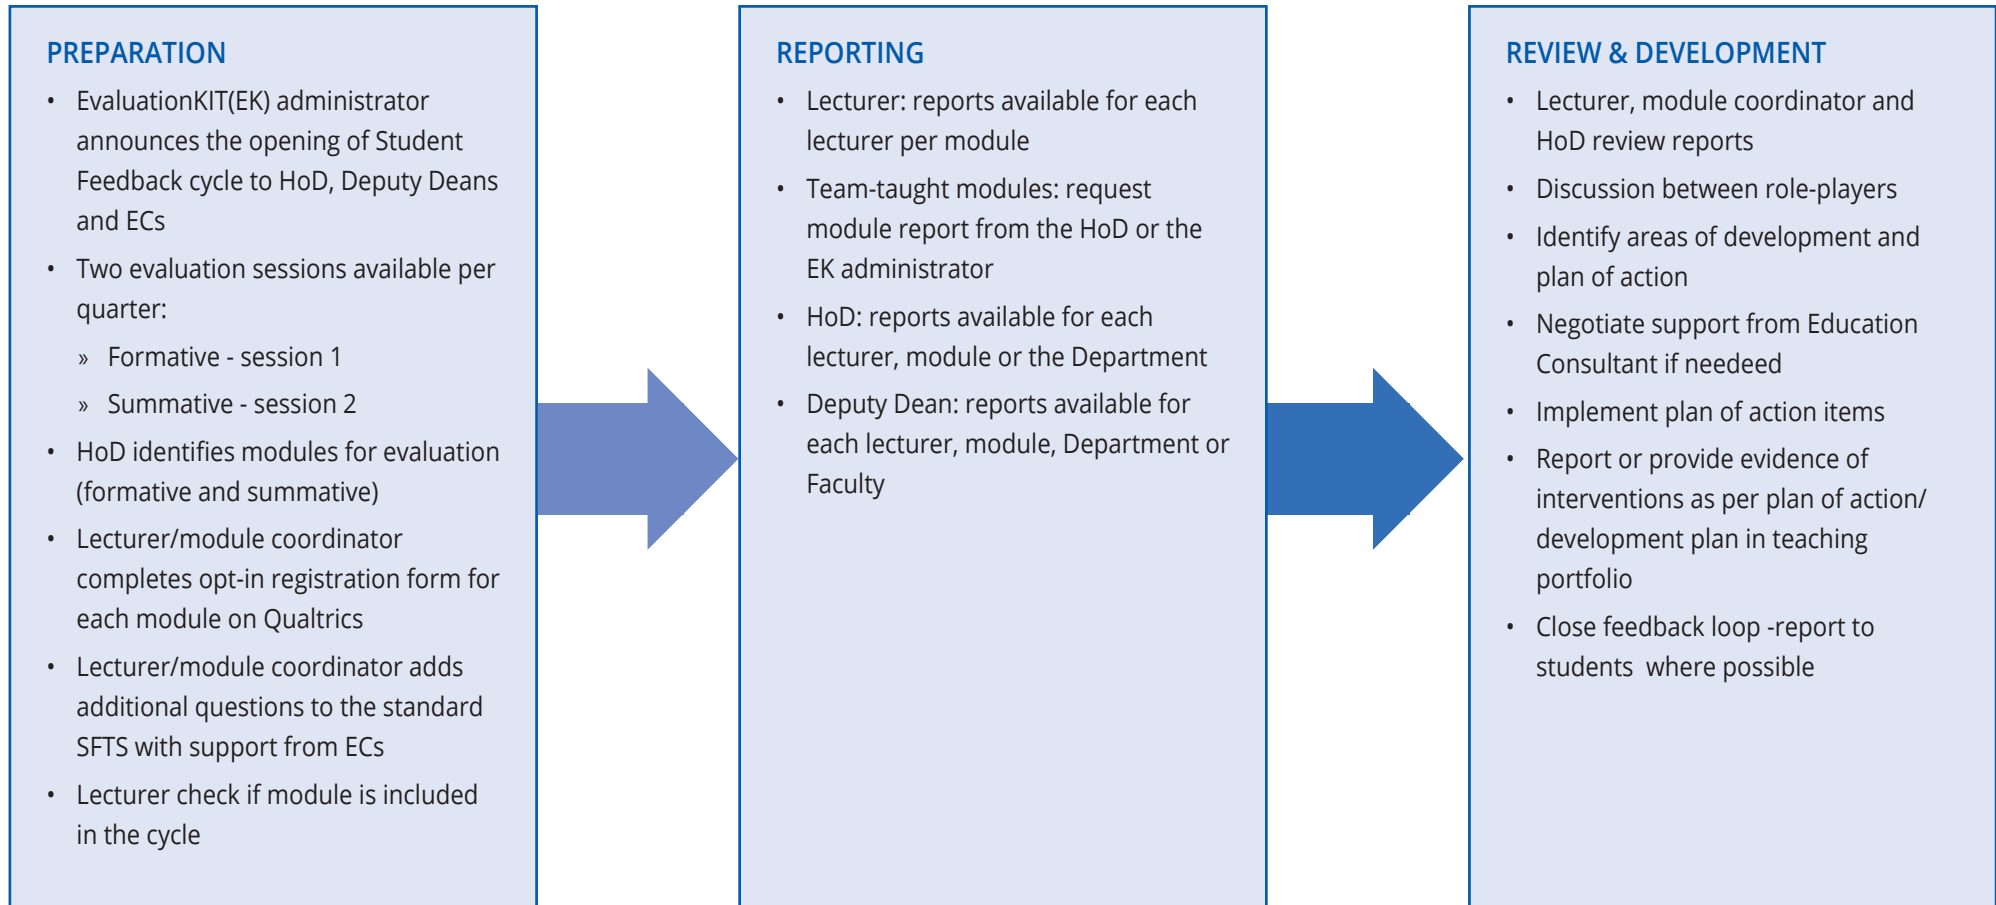 PREPARATION
• EvaluationKIT(EK) administrator
announces the opening of Student
Feedback cycle to HoD, Deputy Deans
and ECs
• Two evaluation sessions available per
quarter:
» Formative - session 1
» Summative - session 2
• HoD identifies modules for evaluation
(formative and summative)
• Lecturer/module coordinator
completes opt-in registration form for
each module on Qualtrics
• Lecturer/module coordinator adds
additional questions to the standard
SFTS with support from ECs
• Lecturer check if module is included
in the cycle
REPORTING
• Lecturer: reports available for each
lecturer per module
• Team-taught modules: request
module report from the HoD or the
EK administrator
• HoD: reports available for each
lecturer, module or the Department
• Deputy Dean: reports available for
each lecturer, module, Department or
Faculty
REVIEW & DEVELOPMENT
• Lecturer, module coordinator and
HoD review reports
• Discussion between role-players
• Identify areas of development and
plan of action
• Negotiate support from Education
Consultant if needeed
• Implement plan of action items
• Report or provide evidence of
interventions as per plan of action/
development plan in teaching
portfolio
• Close feedback loop -report to
students  where possible